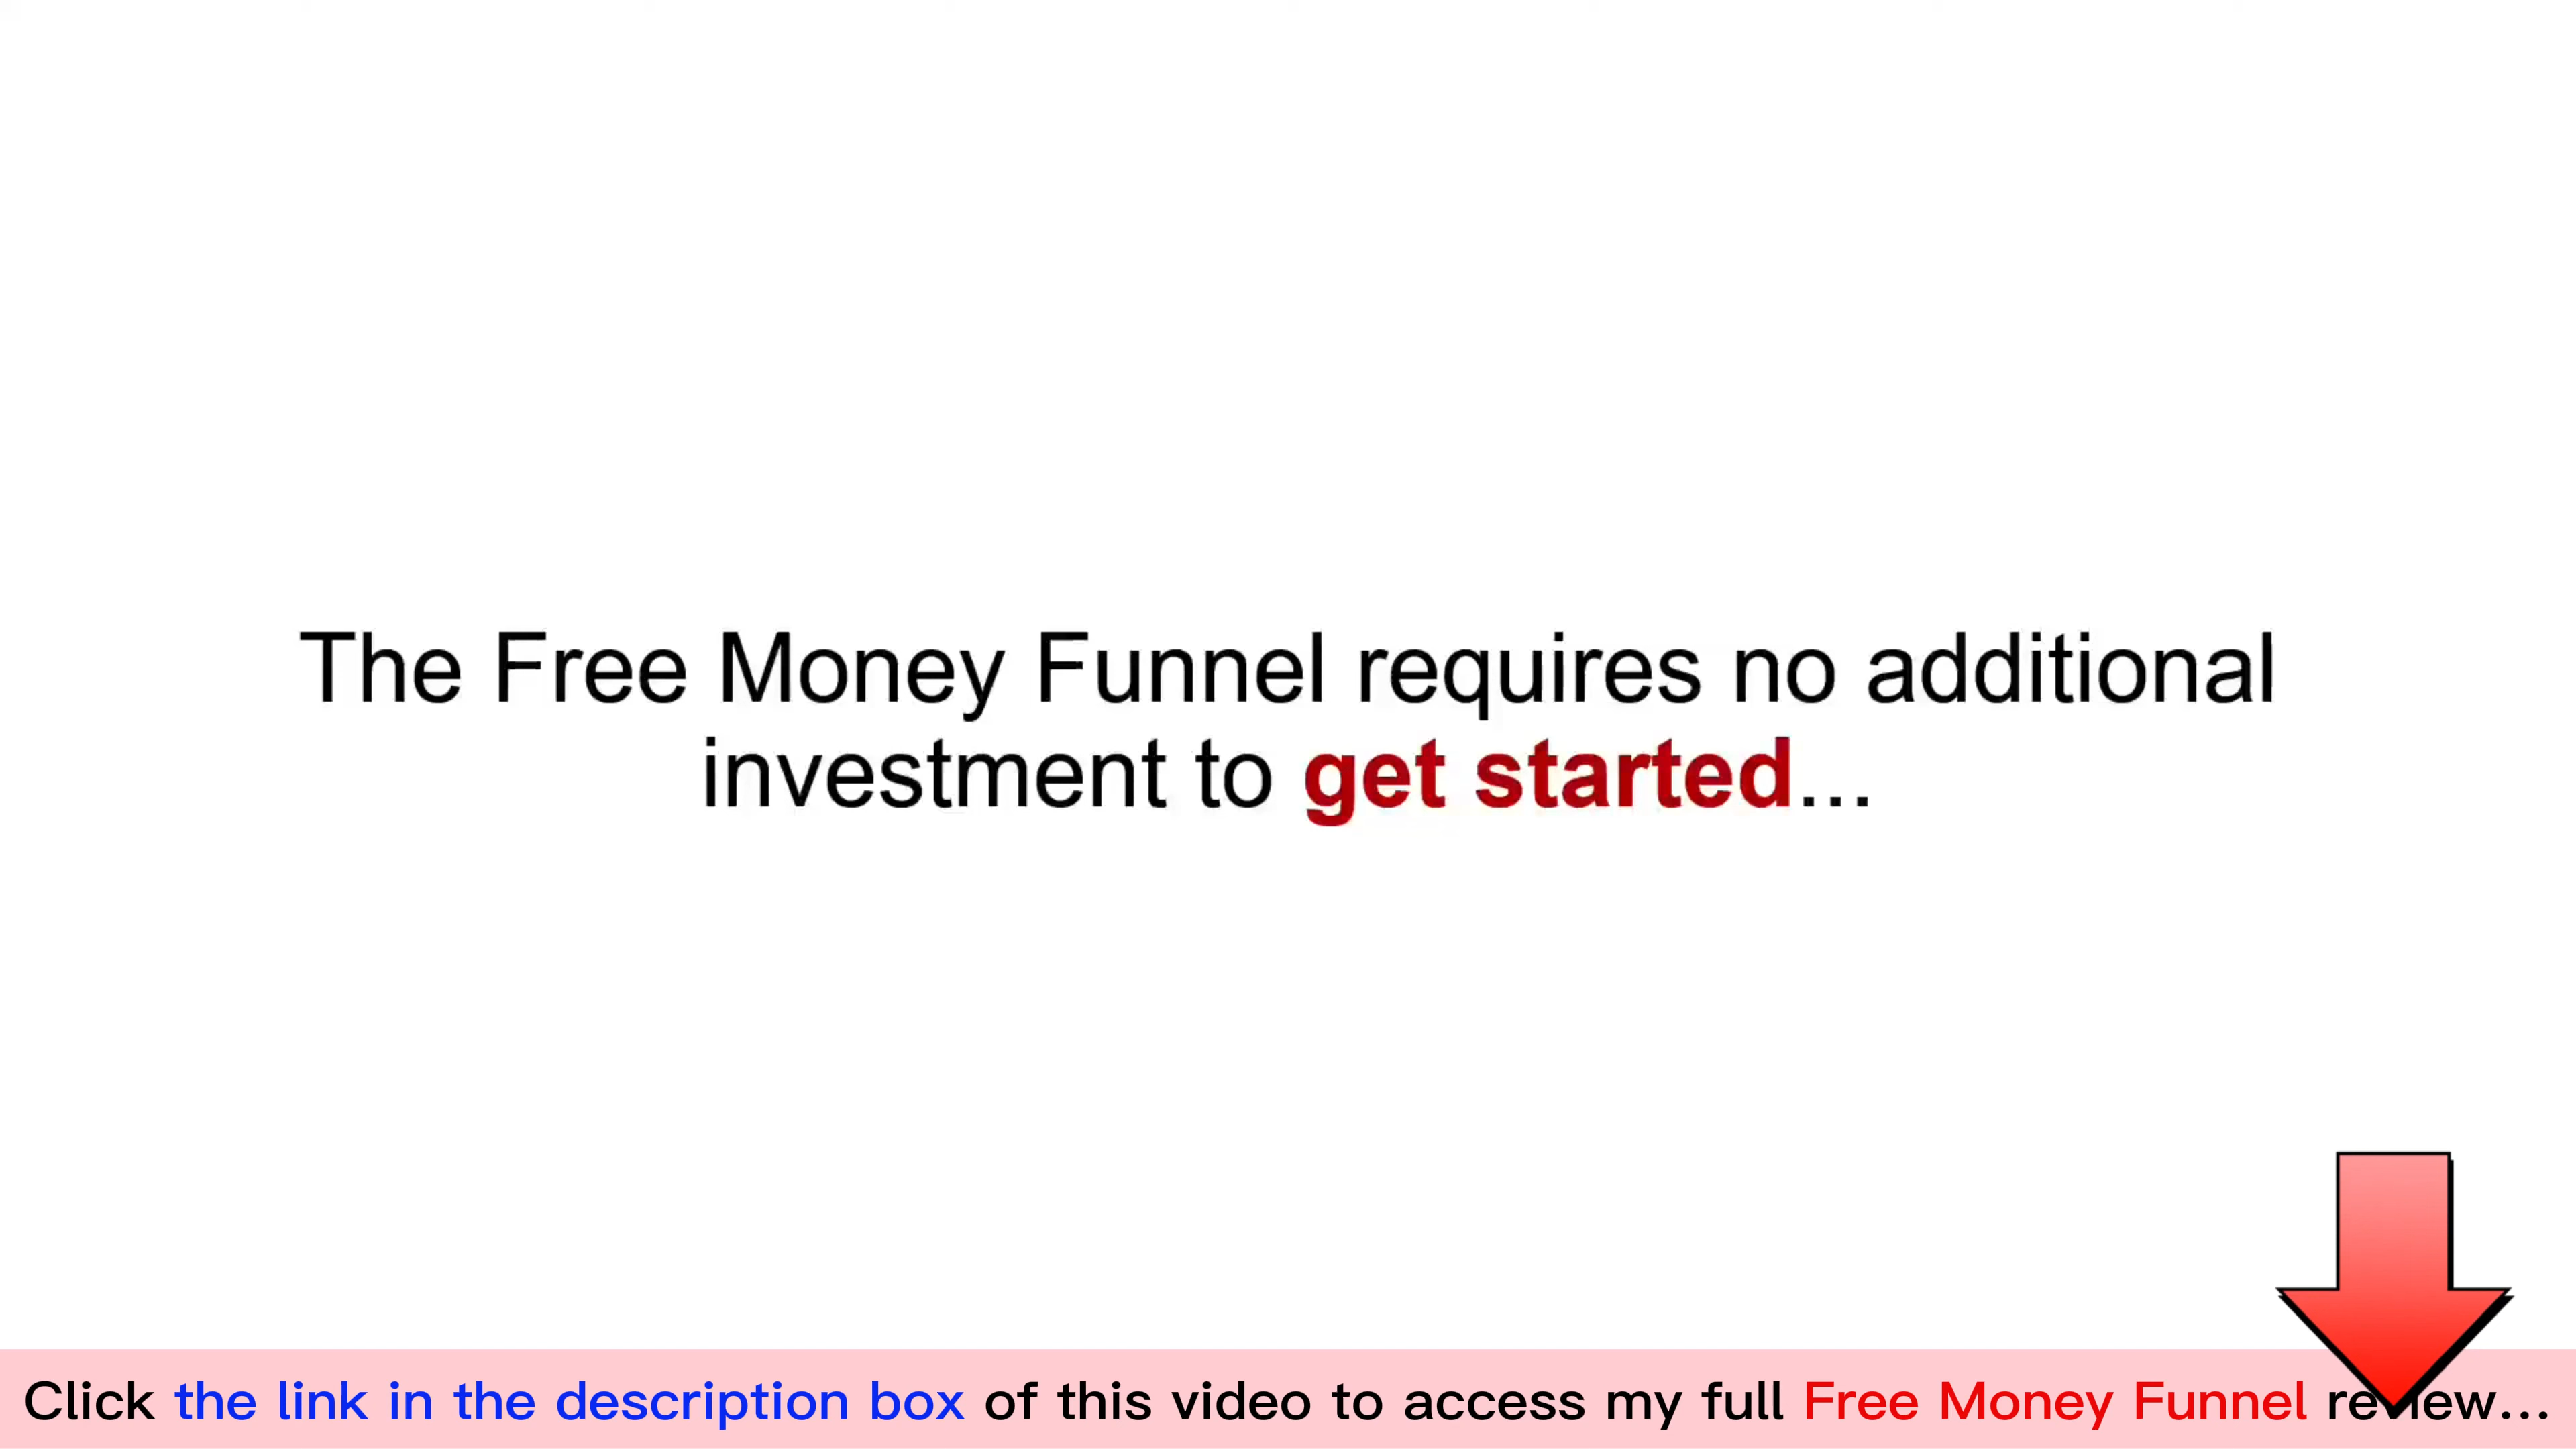 The Free Money Funnel requires no additional
investment to get started...
Click the link in the description box of this video to access my full Free Money Funnel review...